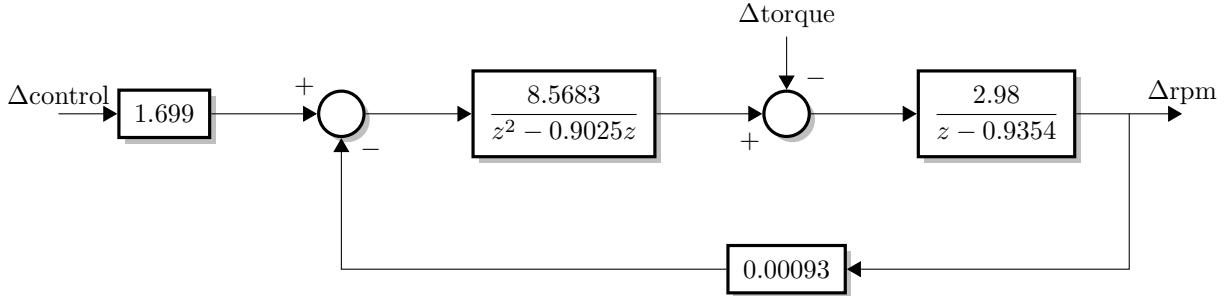 Δtorque
−
+
Δcontrol
1.699
+
−
8.5683
z² − 0.9025z
2.98
z − 0.9354
Δrpm
0.00093